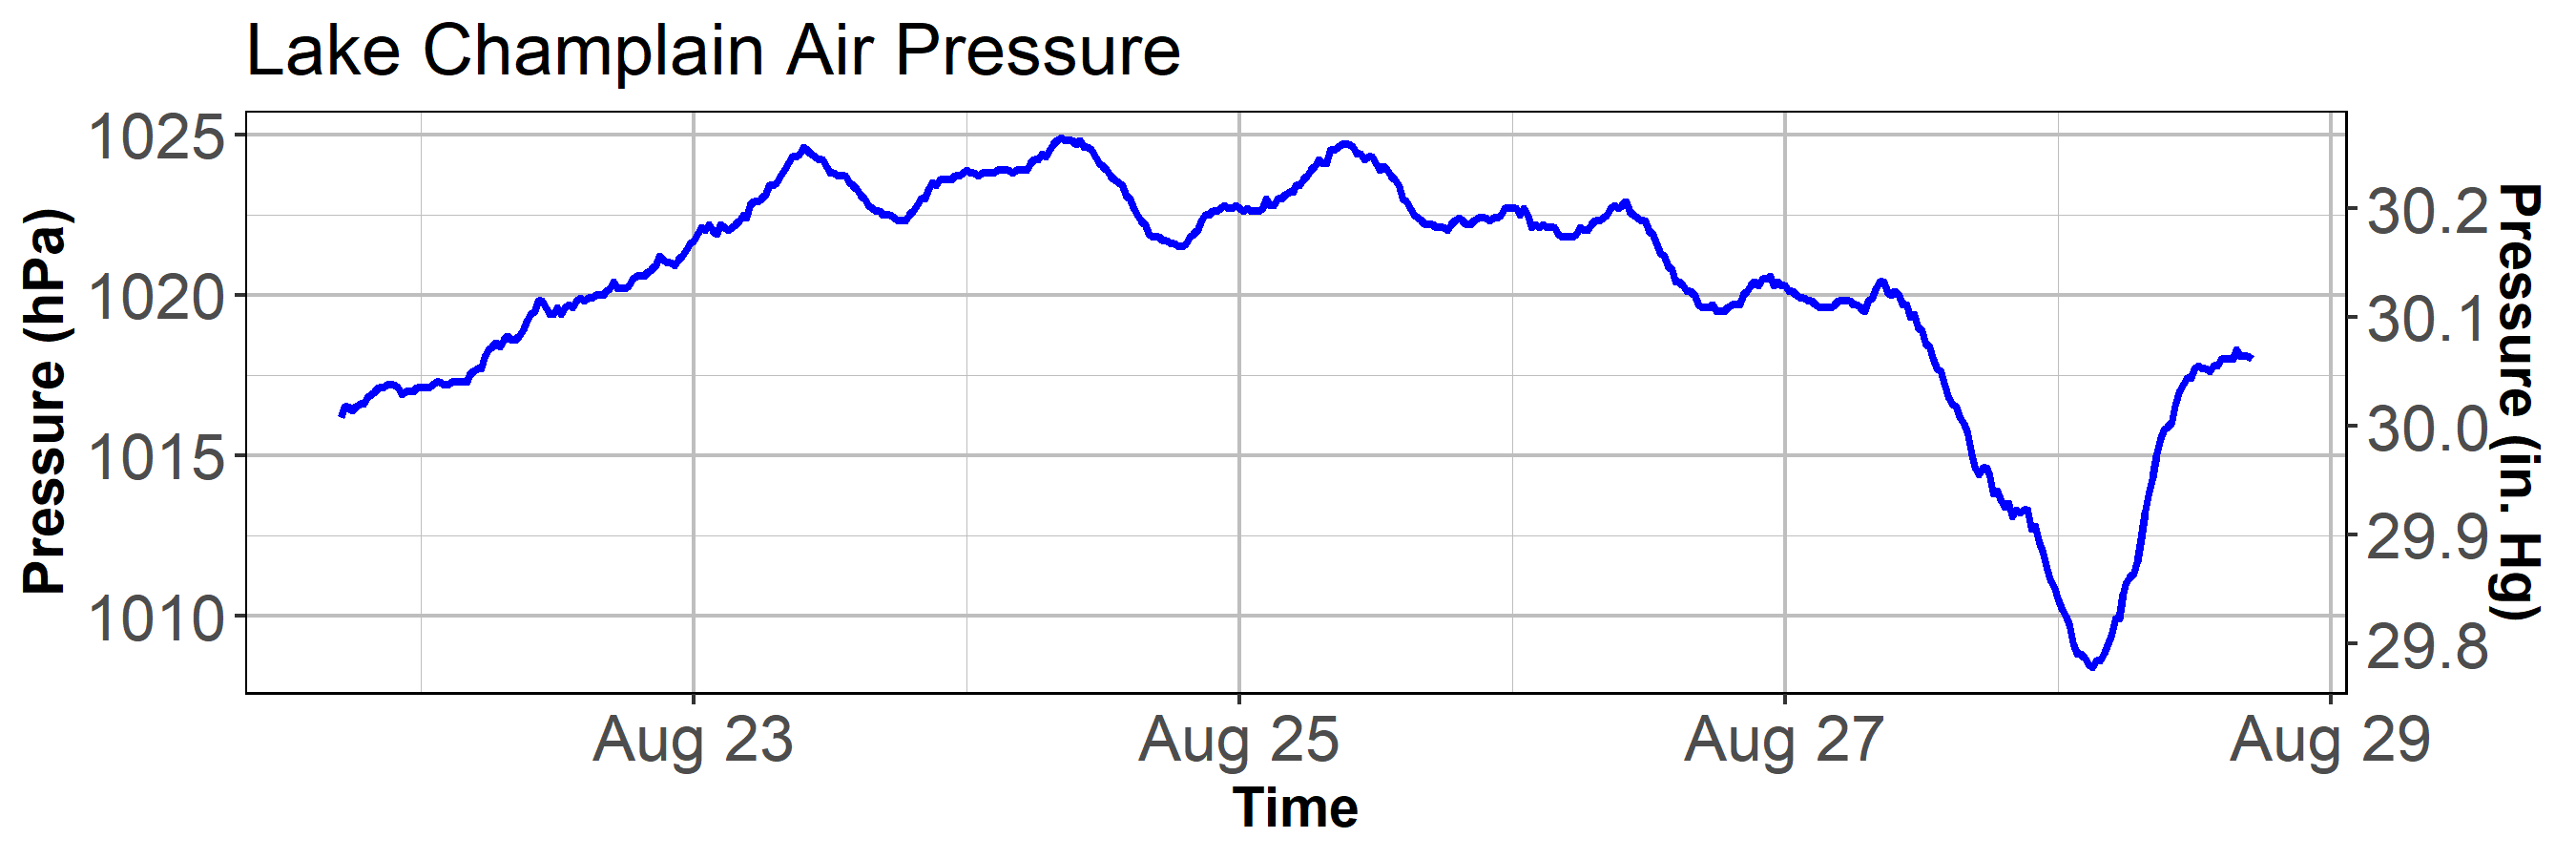 Lake Champlain Air Pressure
1025
1020
1015
1010
Pressure (hPa)
30.2
30.1
30.0
29.9
29.8
Pressure (in. Hg)
Aug 23
Aug 25
Aug 27
Aug 29
Time